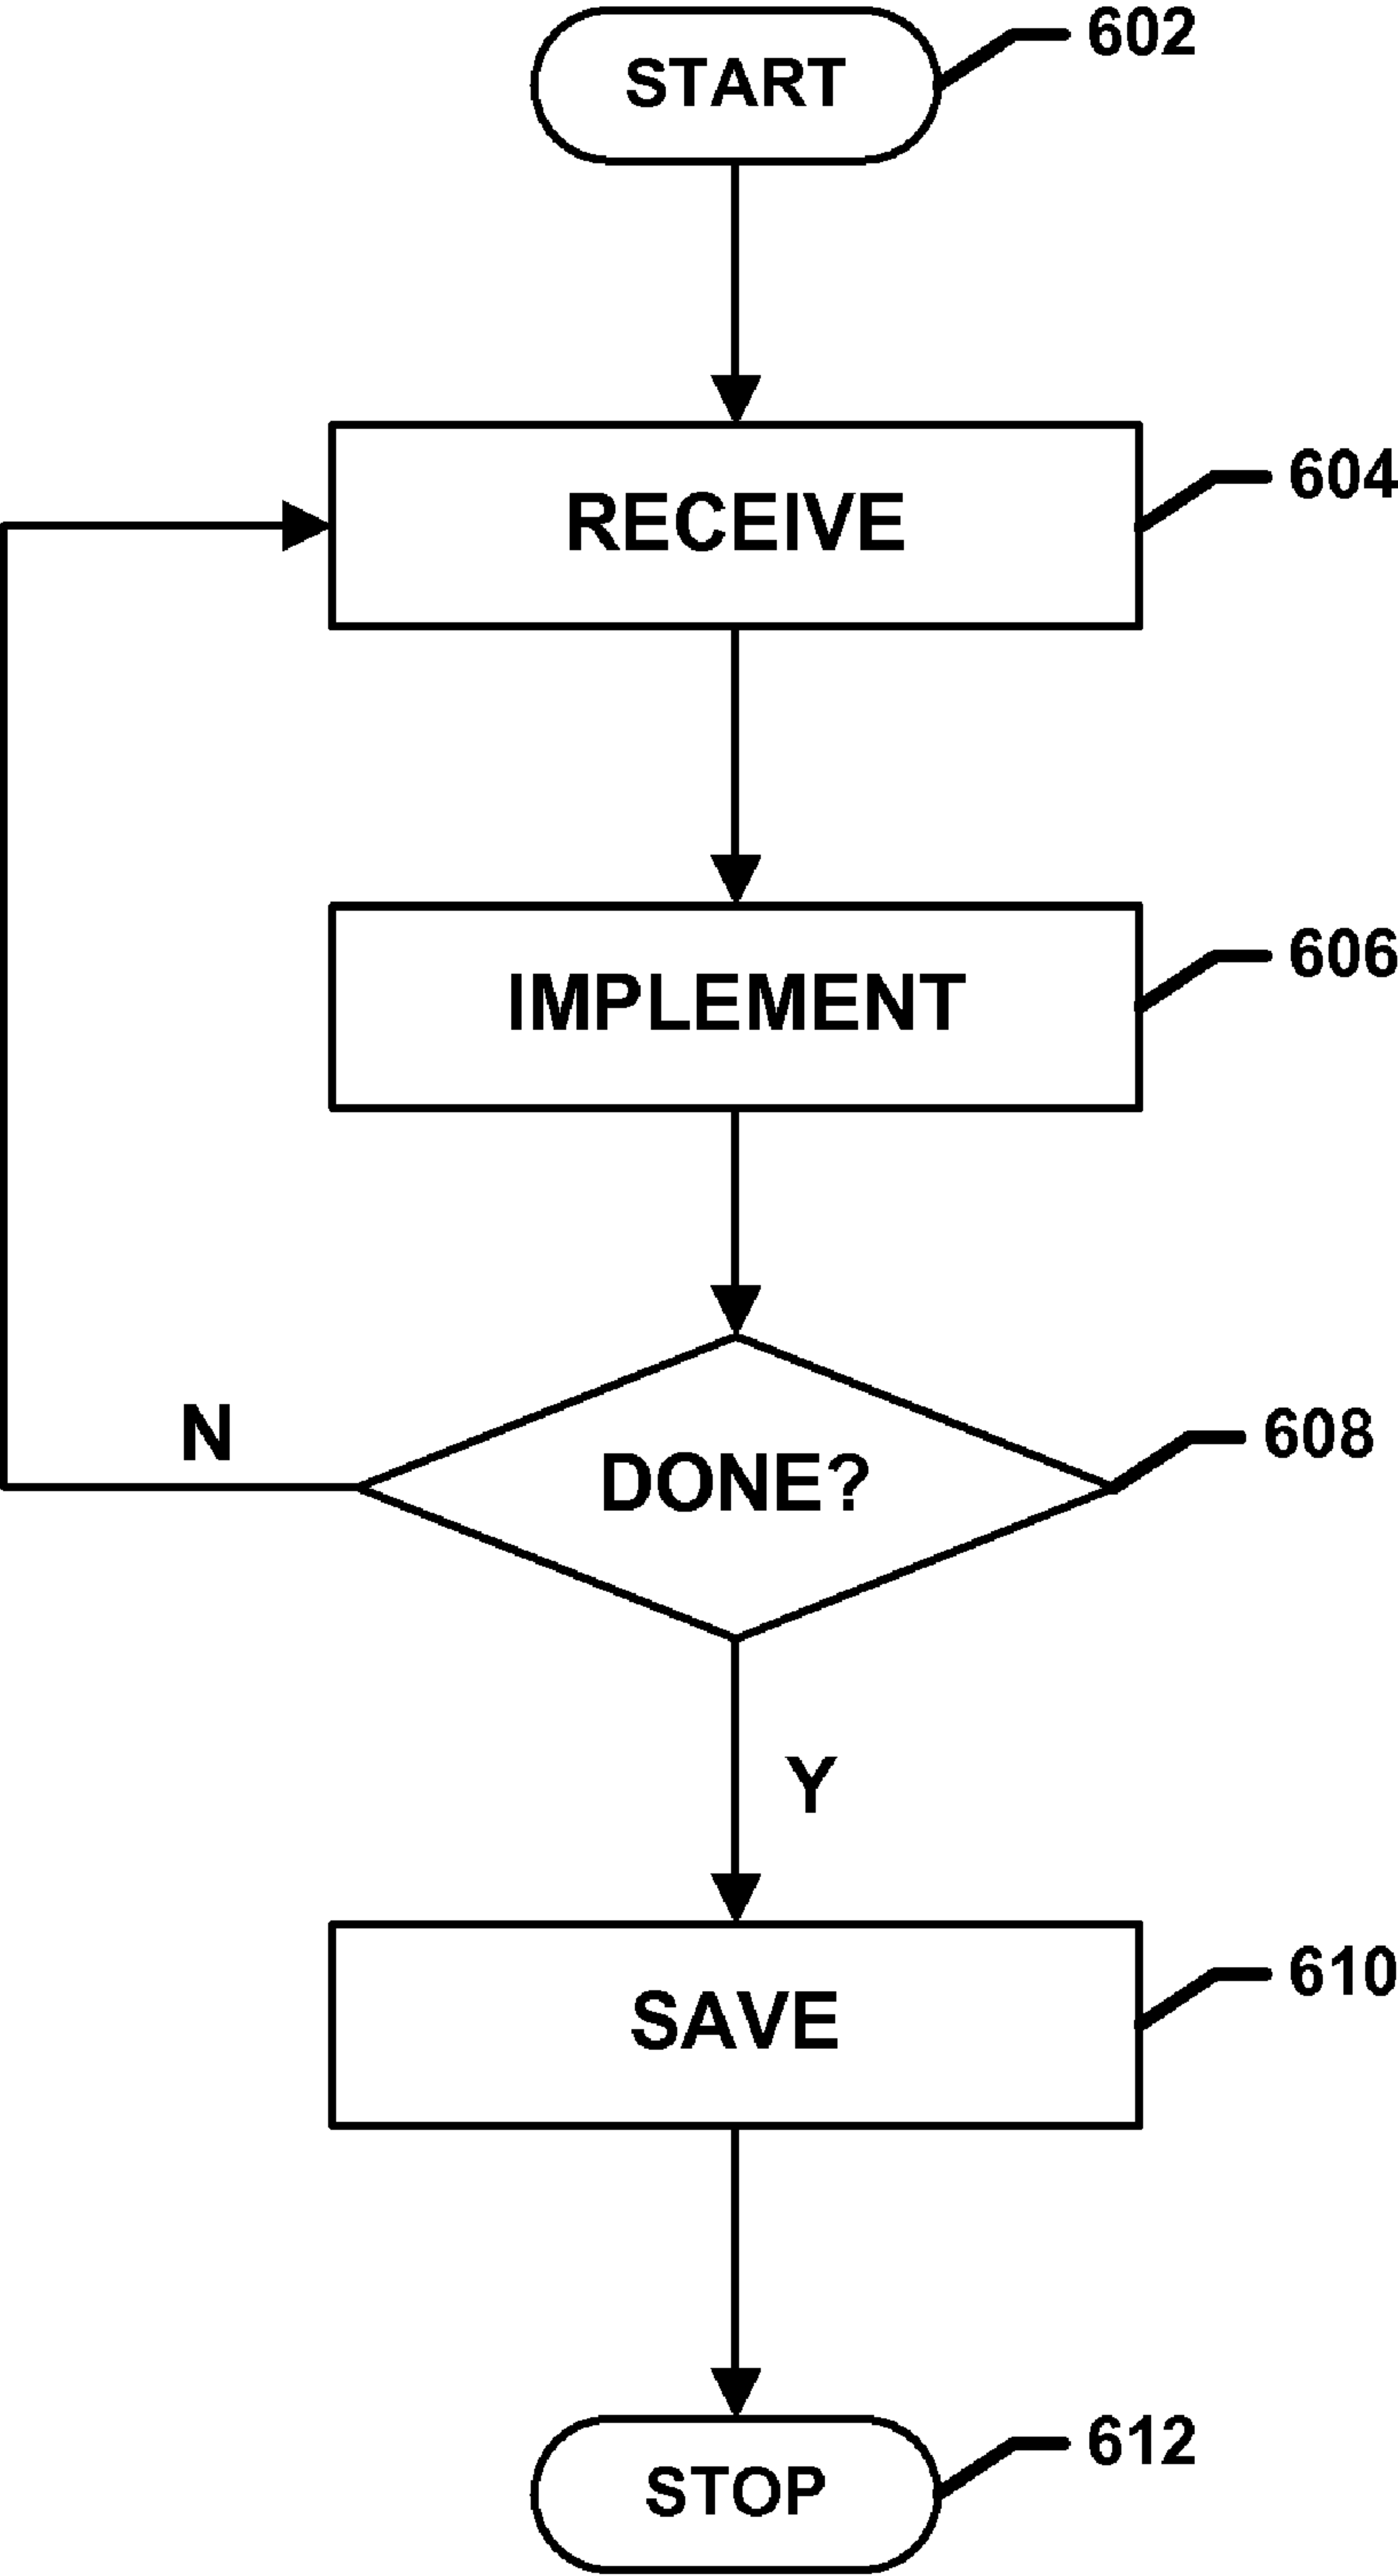 START
602
RECEIVE
604
IMPLEMENT
606
DONE?
608
N
Y
SAVE
610
STOP
612